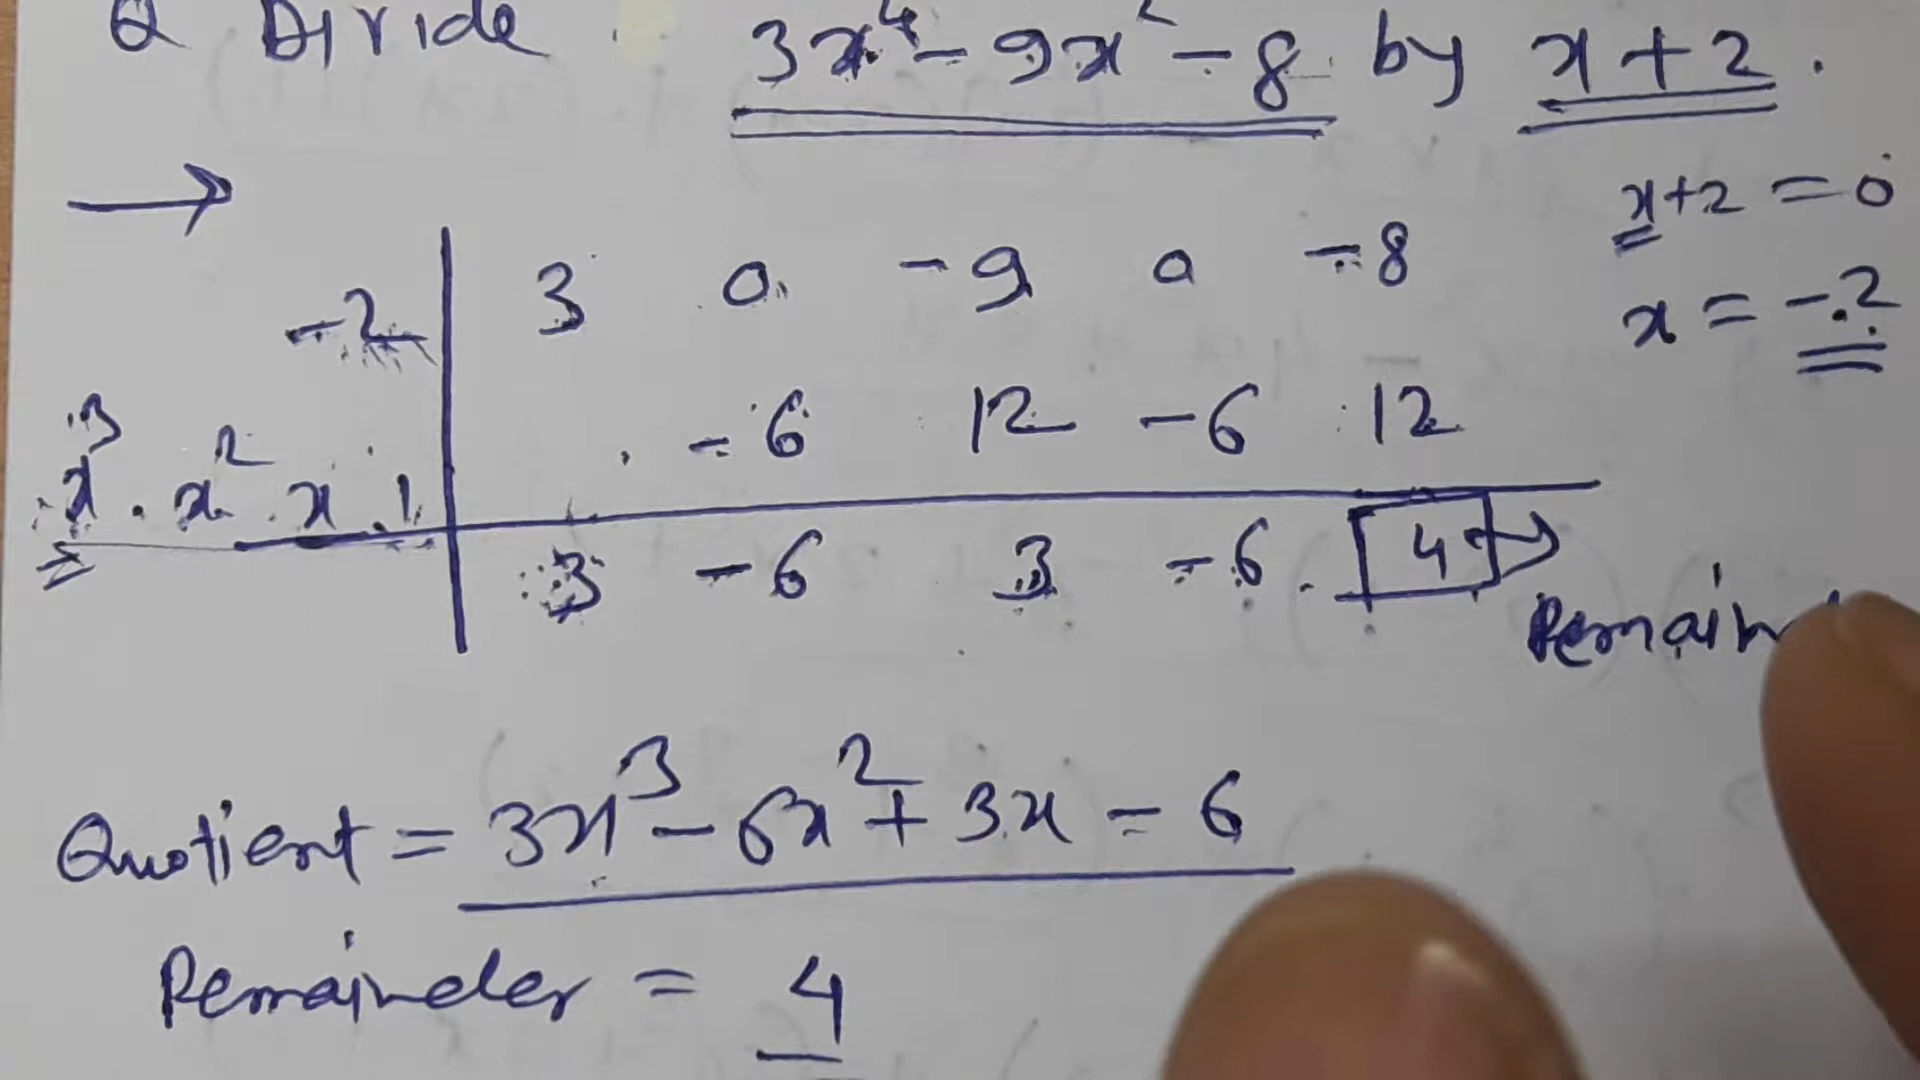 Q Divide 3x⁴ - 9x² - 8 by x + 2 .
x + 2 = 0
x = -2
-2 3 0 -9 0 -8
-6 12 -6 12
x³ x² x 1
3 -6 3 -6 4 →
Quotient = 3x³ - 6x² + 3x - 6
Remainder = 4